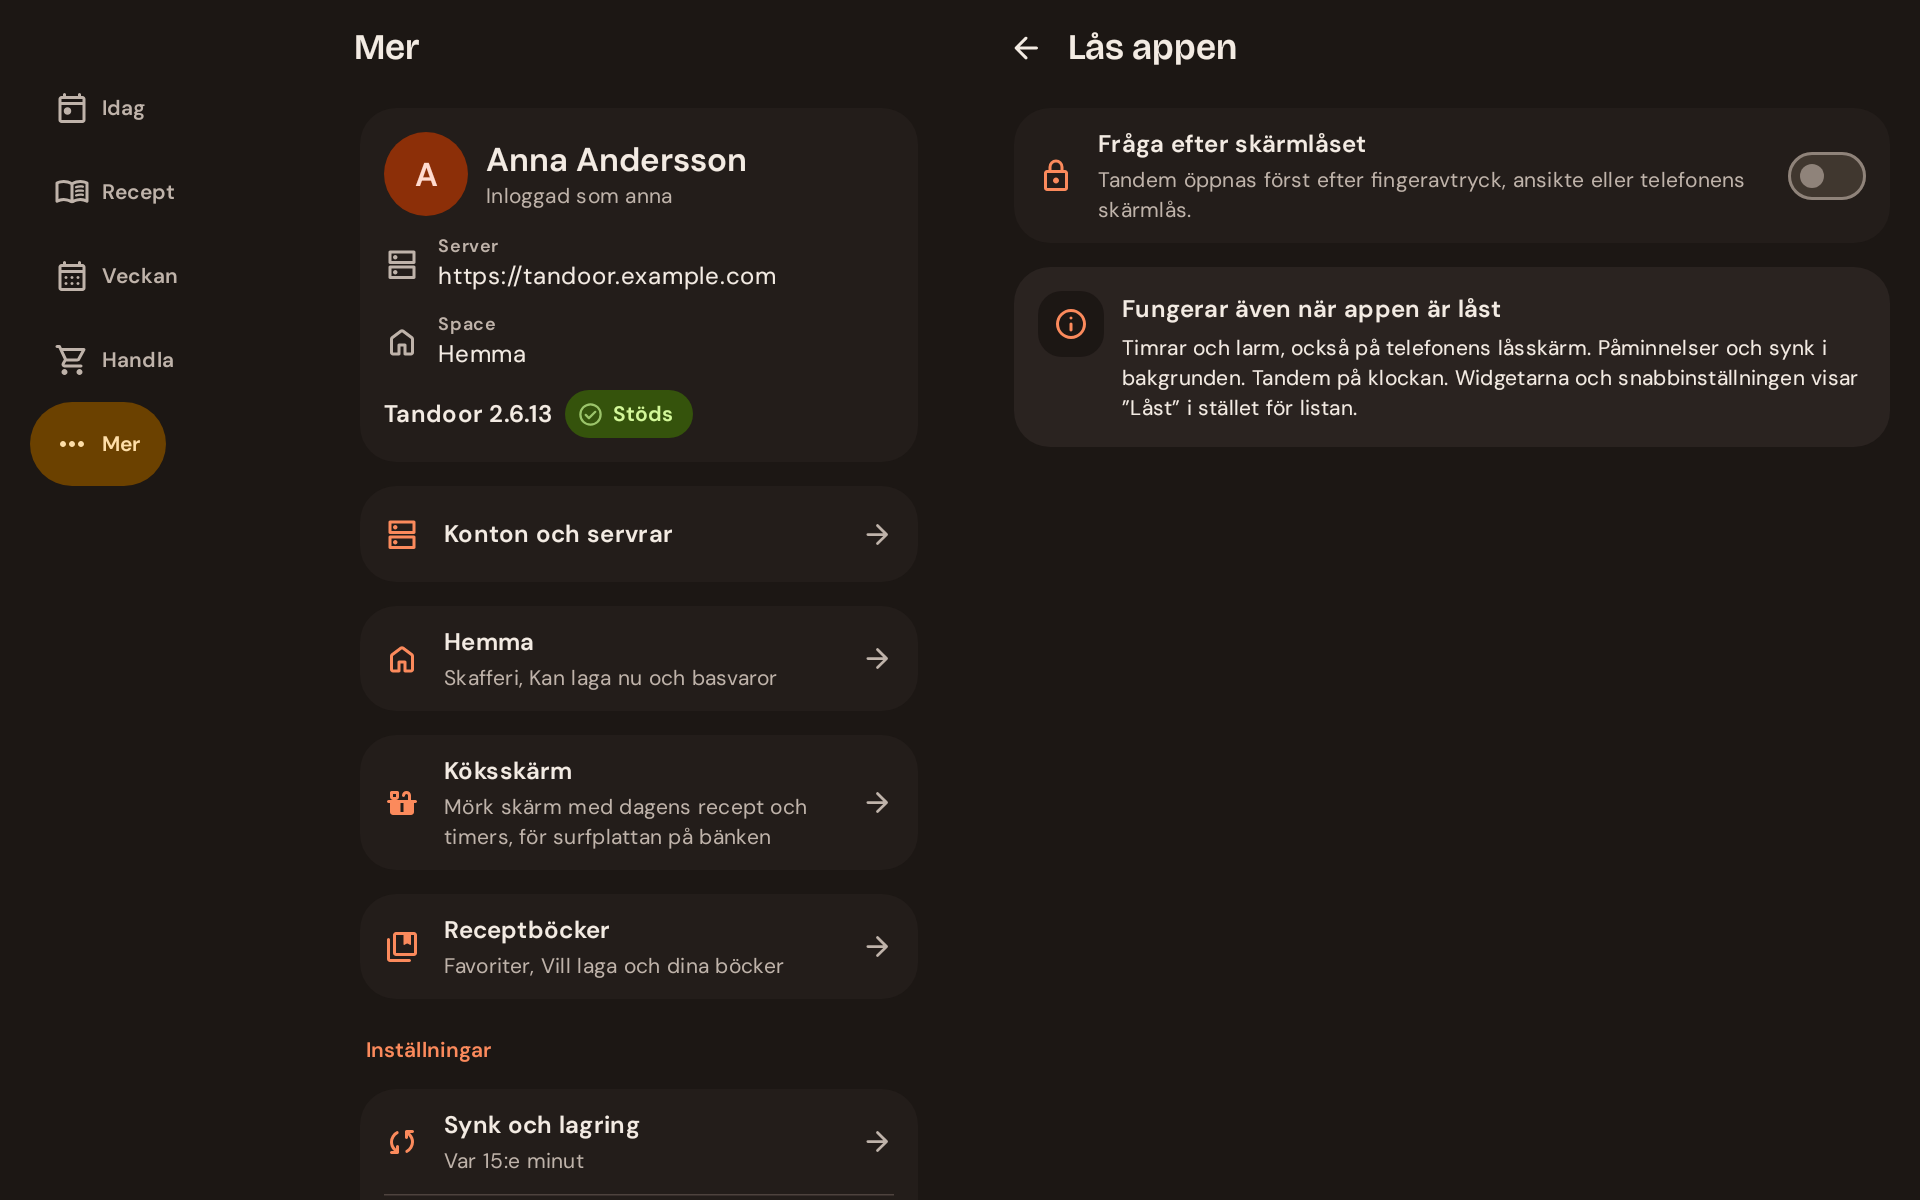 Mer
Lås appen
Idag
Recept
Veckan
Handla
Mer
A
Anna Andersson
Inloggad som anna
Server
https://tandoor.example.com
Space
Hemma
Tandoor 2.6.13
Stöds
Konton och servrar
Hemma
Skafferi, Kan laga nu och basvaror
Köksskärm
Mörk skärm med dagens recept och
timers, för surfplattan på bänken
Receptböcker
Favoriter, Vill laga och dina böcker
Inställningar
Synk och lagring
Var 15:e minut
Fråga efter skärmlåset
Tandem öppnas först efter fingeravtryck, ansikte eller telefonens
skärmlås.
Fungerar även när appen är låst
Timrar och larm, också på telefonens låsskärm. Påminnelser och synk i
bakgrunden. Tandem på klockan. Widgetarna och snabbinställningen visar
”Låst” i stället för listan.